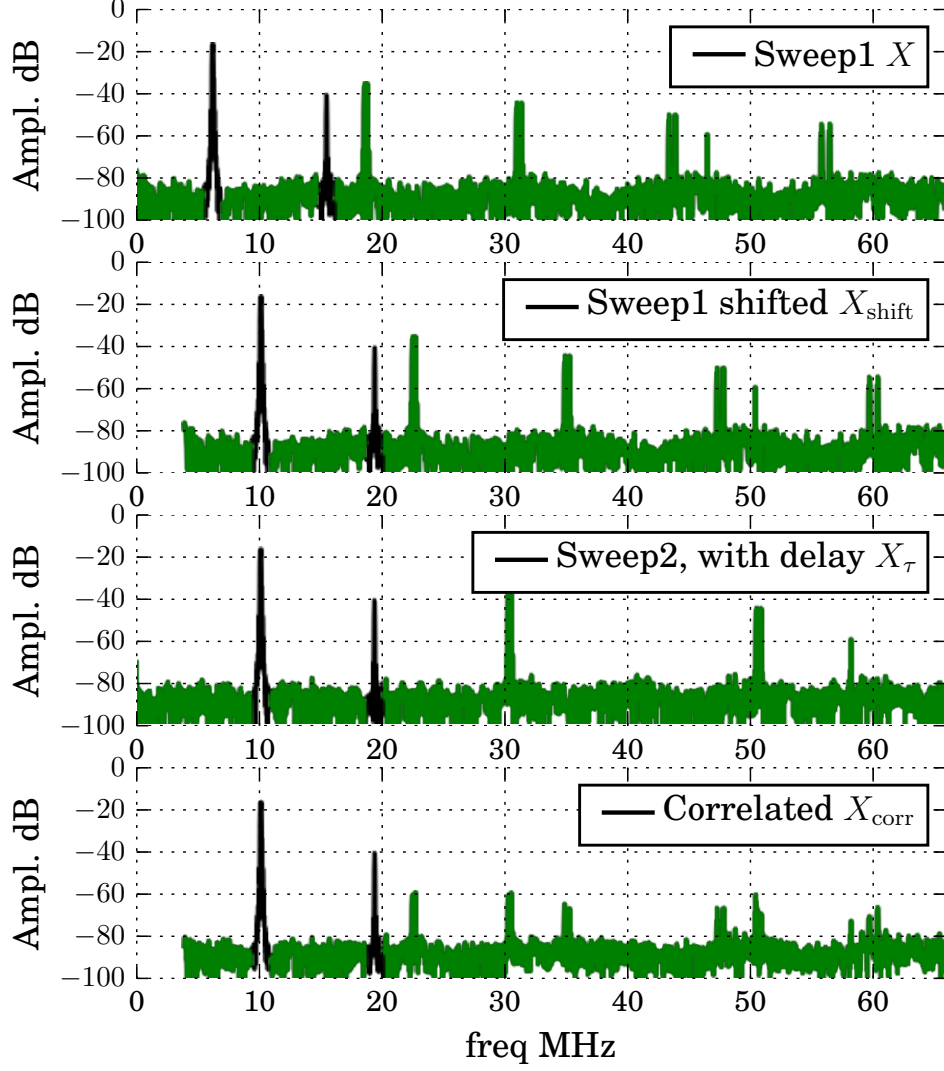 0
−20
−40
−60
−80
−100
Ampl. dB
Sweep1 X
0 10 20 30 40 50 60
0
−20
−40
−60
−80
−100
Ampl. dB
Sweep1 shifted X_shift
0 10 20 30 40 50 60
0
−20
−40
−60
−80
−100
Ampl. dB
Sweep2, with delay X_τ
0 10 20 30 40 50 60
0
−20
−40
−60
−80
−100
Ampl. dB
Correlated X_corr
0 10 20 30 40 50 60
freq MHz